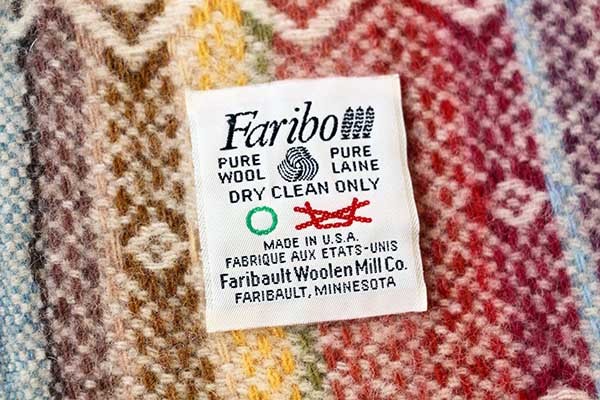 Faribo
PURE WOOL PURE LAINE
DRY CLEAN ONLY
MADE IN U.S.A.
FABRIQUE AUX ETATS-UNIS
Faribault Woolen Mill Co.
FARIBAULT, MINNESOTA